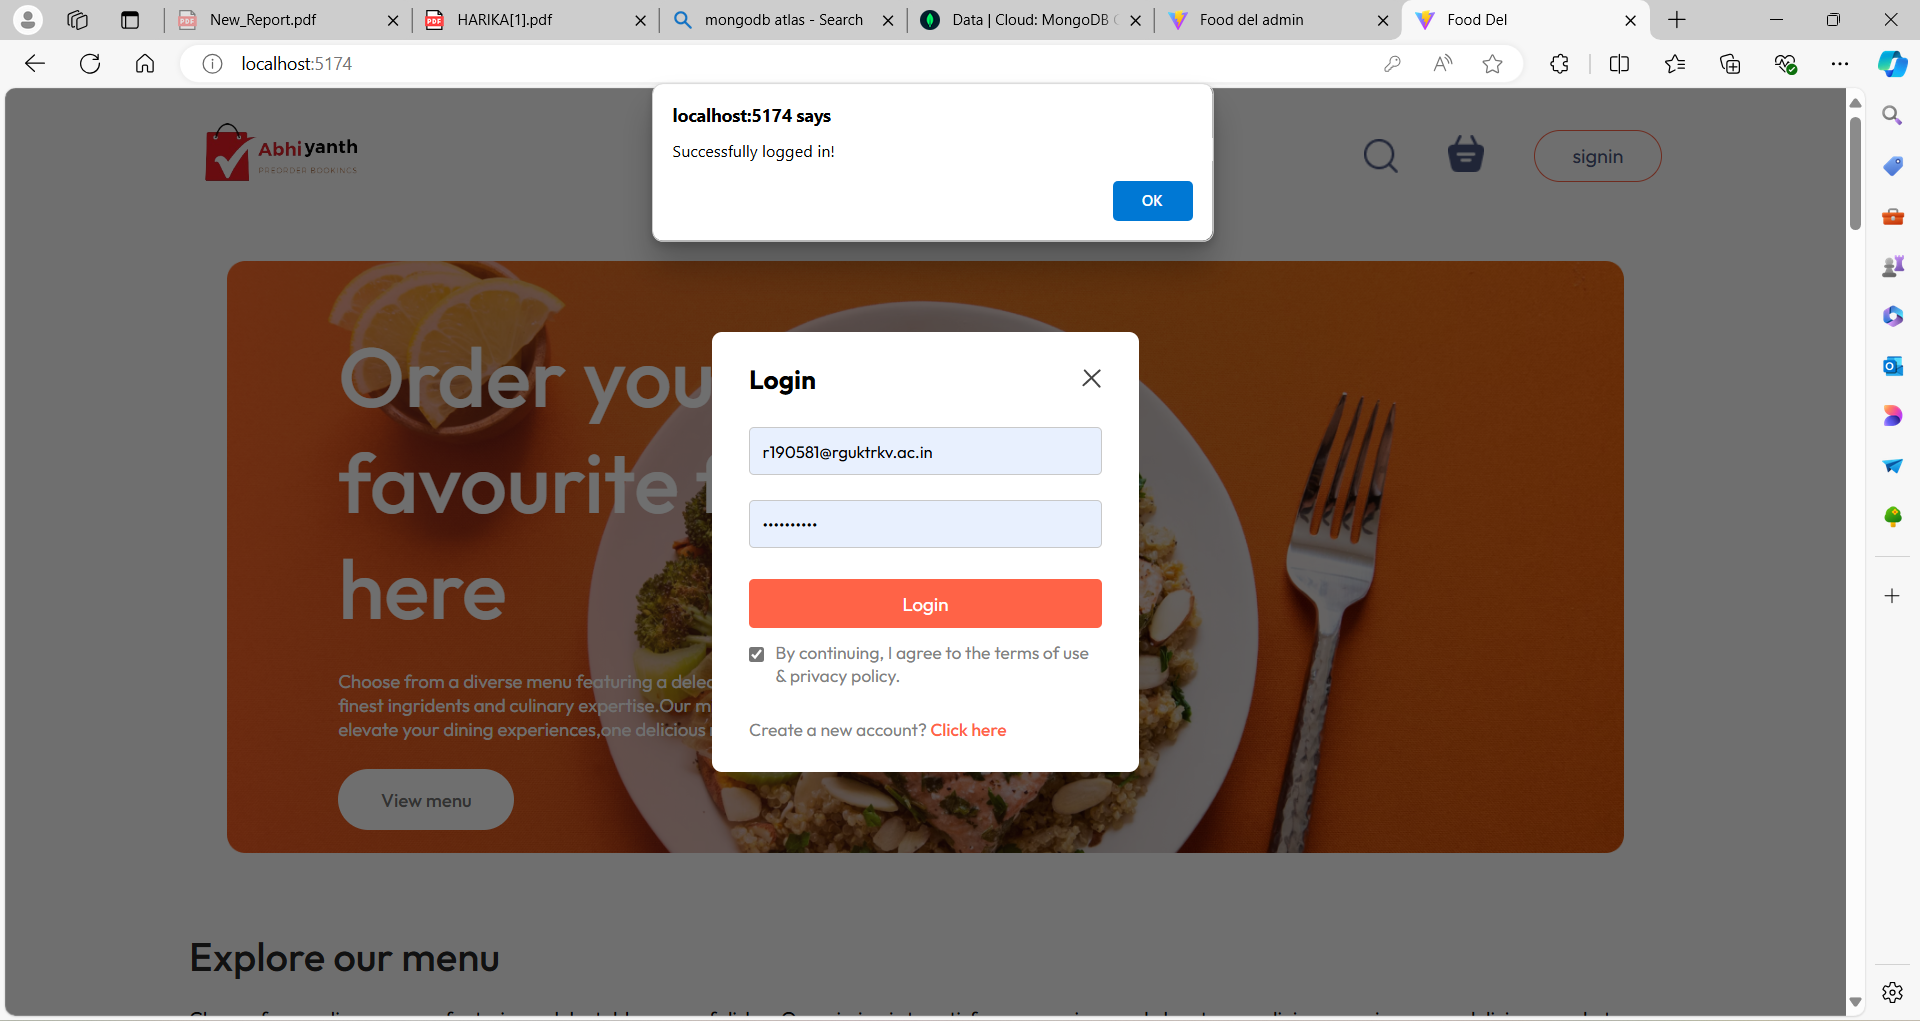 New_Report.pdf
HARIKA[1].pdf
mongodb atlas - Search
Data | Cloud: MongoDB
Food del admin
Food Del
localhost:5174
localhost:5174 says
Successfully logged in!
OK
Abhiyanth
PREORDER BOOKINGS
signin
Order you
favourite f
here
Choose from a diverse menu featuring a delec
finest ingridents and culinary expertise.Our m
elevate your dining experiences,one delicious
View menu
Login
r190581@rguktrkv.ac.in
••••••••••
Login
By continuing, I agree to the terms of use
& privacy policy.
Create a new account? Click here
Explore our menu